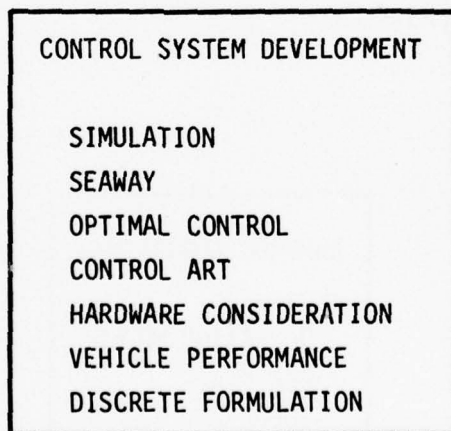 CONTROL SYSTEM DEVELOPMENT
SIMULATION
SEAWAY
OPTIMAL CONTROL
CONTROL ART
HARDWARE CONSIDERATION
VEHICLE PERFORMANCE
DISCRETE FORMULATION